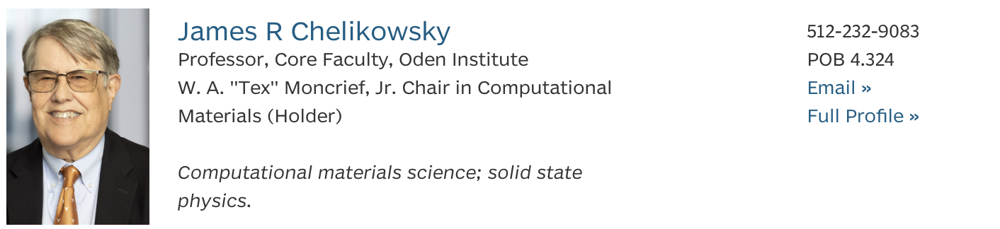 James R Chelikowsky
Professor, Core Faculty, Oden Institute
W. A. "Tex" Moncrief, Jr. Chair in Computational
Materials (Holder)
Computational materials science; solid state
physics.
512-232-9083
POB 4.324
Email »
Full Profile »